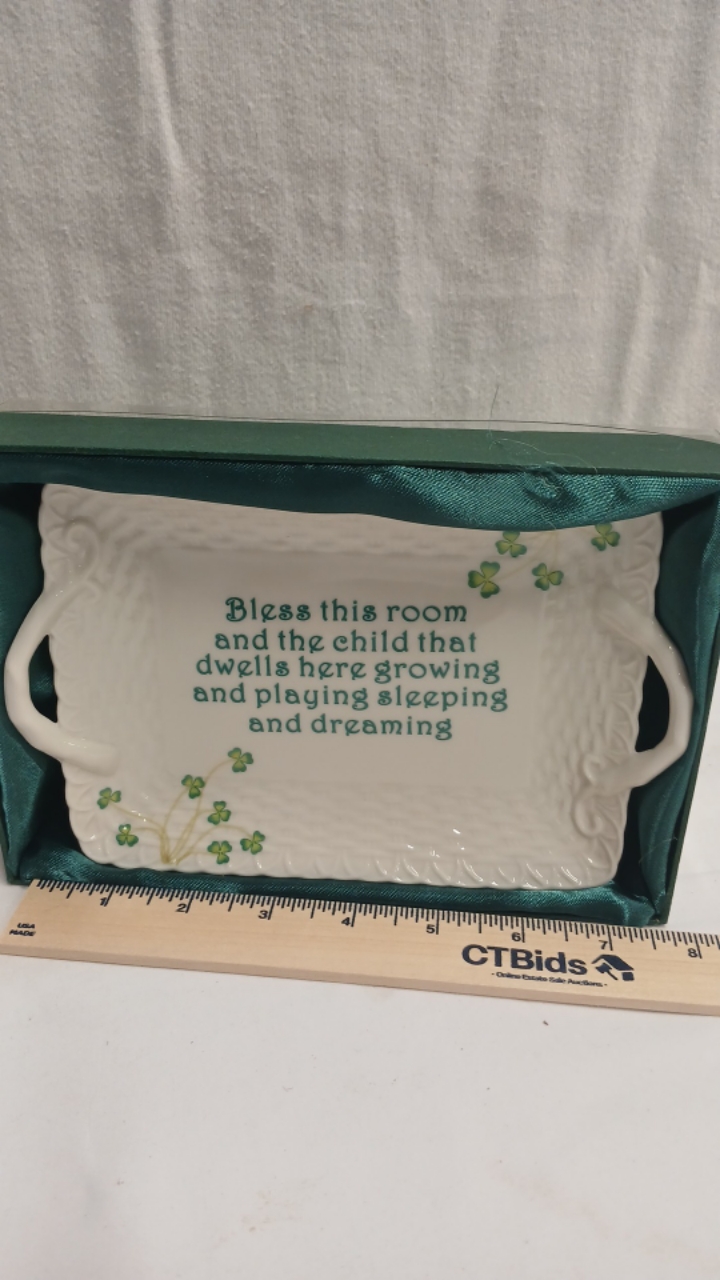 Bless this room
and the child that
dwells here growing
and playing sleeping
and dreaming
1 2 3 4 5 6 7 8
USA
MADE
CTBids
- Online Estate Sale Auctions -